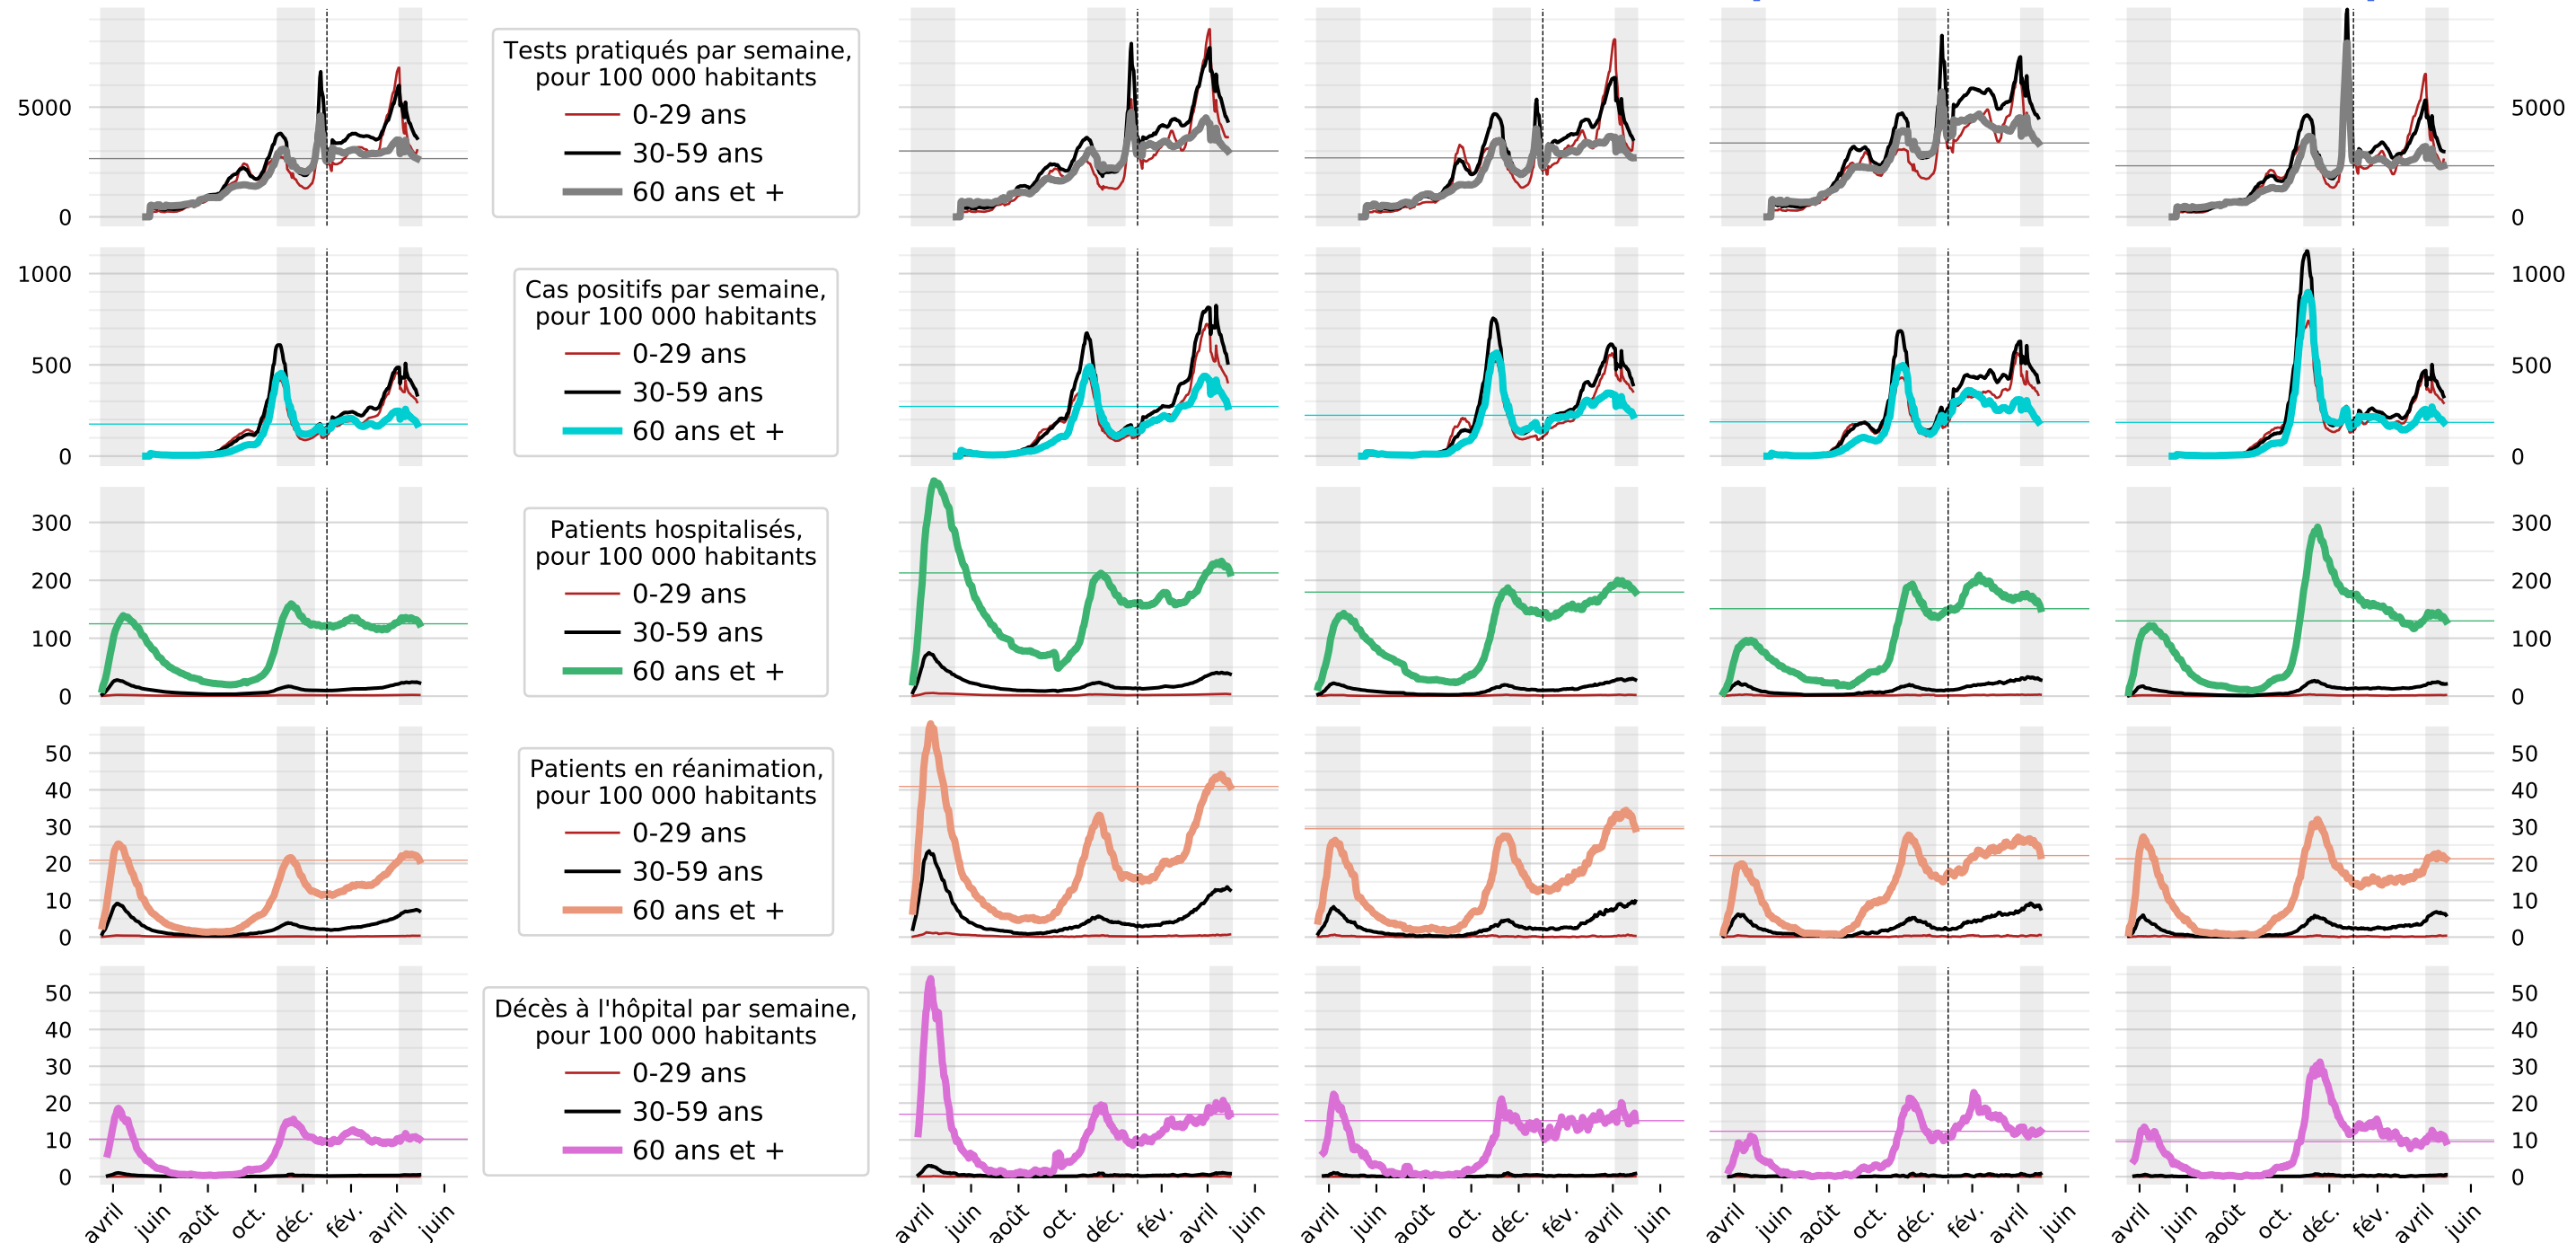 Tests pratiqués par semaine,
pour 100 000 habitants
0-29 ans
30-59 ans
60 ans et +
5000
0
5000
0
Cas positifs par semaine,
pour 100 000 habitants
0-29 ans
30-59 ans
60 ans et +
1000
500
0
1000
500
0
Patients hospitalisés,
pour 100 000 habitants
0-29 ans
30-59 ans
60 ans et +
300
200
100
0
300
200
100
0
Patients en réanimation,
pour 100 000 habitants
0-29 ans
30-59 ans
60 ans et +
50
40
30
20
10
0
50
40
30
20
10
0
Décès à l'hôpital par semaine,
pour 100 000 habitants
0-29 ans
30-59 ans
60 ans et +
50
40
30
20
10
0
50
40
30
20
10
0
avril juin août oct. déc. fév. avril juin
avril juin août oct. déc. fév. avril juin
avril juin août oct. déc. fév. avril juin
avril juin août oct. déc. fév. avril juin
avril juin août oct. déc. fév. avril juin